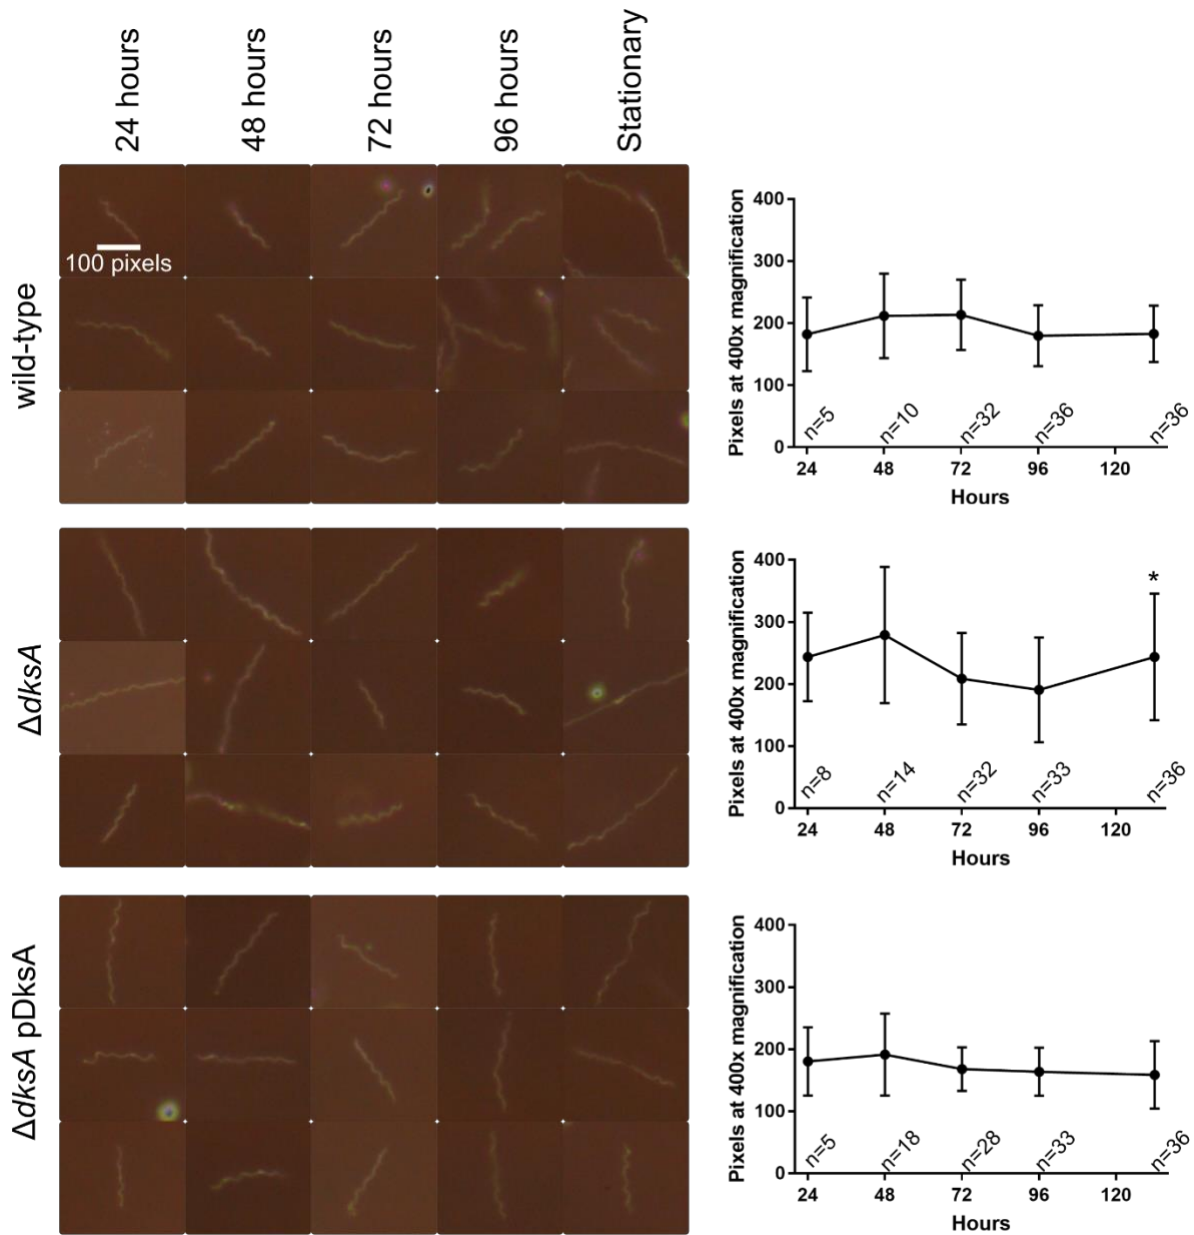 24 hours
48 hours
72 hours
96 hours
Stationary
wild-type
100 pixels
Pixels at 400x magnification
400
300
200
100
0
n=5
n=10
n=32
n=36
n=36
24
48
72
96
120
Hours
ΔdksA
Pixels at 400x magnification
400
300
200
100
0
*
n=8
n=14
n=32
n=33
n=36
24
48
72
96
120
Hours
ΔdksA pDksA
Pixels at 400x magnification
400
300
200
100
0
n=5
n=18
n=28
n=33
n=36
24
48
72
96
120
Hours